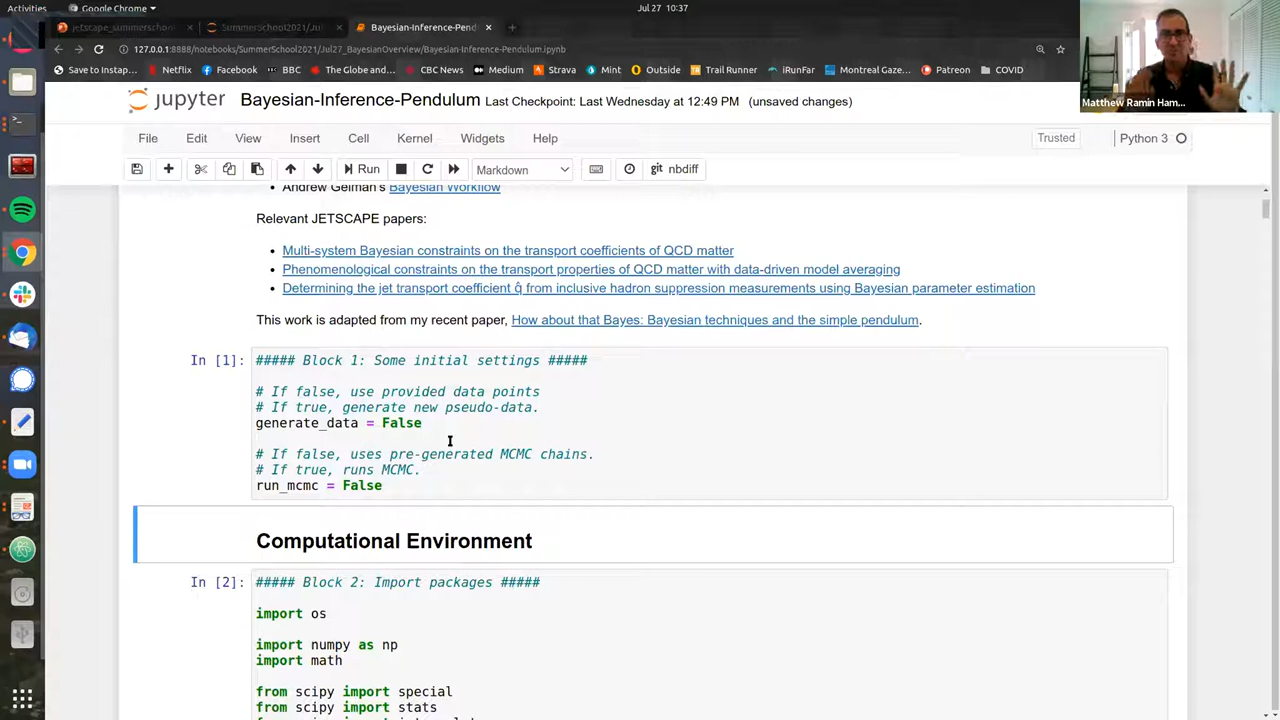 Activities
Google Chrome
Jul 27 10:37
jetscape_summerschool
SummerSchool2021/Jul
Bayesian-Inference-Pend
127.0.0.1:8888/notebooks/SummerSchool2021/Jul27_BayesianOverview/Bayesian-Inference-Pendulum.ipynb
Save to Instap... Netflix Facebook BBC The Globe and... CBC News Medium Strava Mint Outside Trail Runner iRunFar Montreal Gaze... Patreon COVID
Matthew Ramin Ham...
jupyter Bayesian-Inference-Pendulum Last Checkpoint: Last Wednesday at 12:49 PM (unsaved changes)
File Edit View Insert Cell Kernel Widgets Help Trusted Python 3
Run Markdown nbdiff
git
• Andrew Gelman's Bayesian Workflow
Relevant JETSCAPE papers:
• Multi-system Bayesian constraints on the transport coefficients of QCD matter
• Phenomenological constraints on the transport properties of QCD matter with data-driven model averaging
• Determining the jet transport coefficient q̂ from inclusive hadron suppression measurements using Bayesian parameter estimation
This work is adapted from my recent paper, How about that Bayes: Bayesian techniques and the simple pendulum.
In [1]: ##### Block 1: Some initial settings #####
# If false, use provided data points
# If true, generate new pseudo-data.
generate_data = False
# If false, uses pre-generated MCMC chains.
# If true, runs MCMC.
run_mcmc = False
Computational Environment
In [2]: ##### Block 2: Import packages #####
import os
import numpy as np
import math
from scipy import special
from scipy import stats